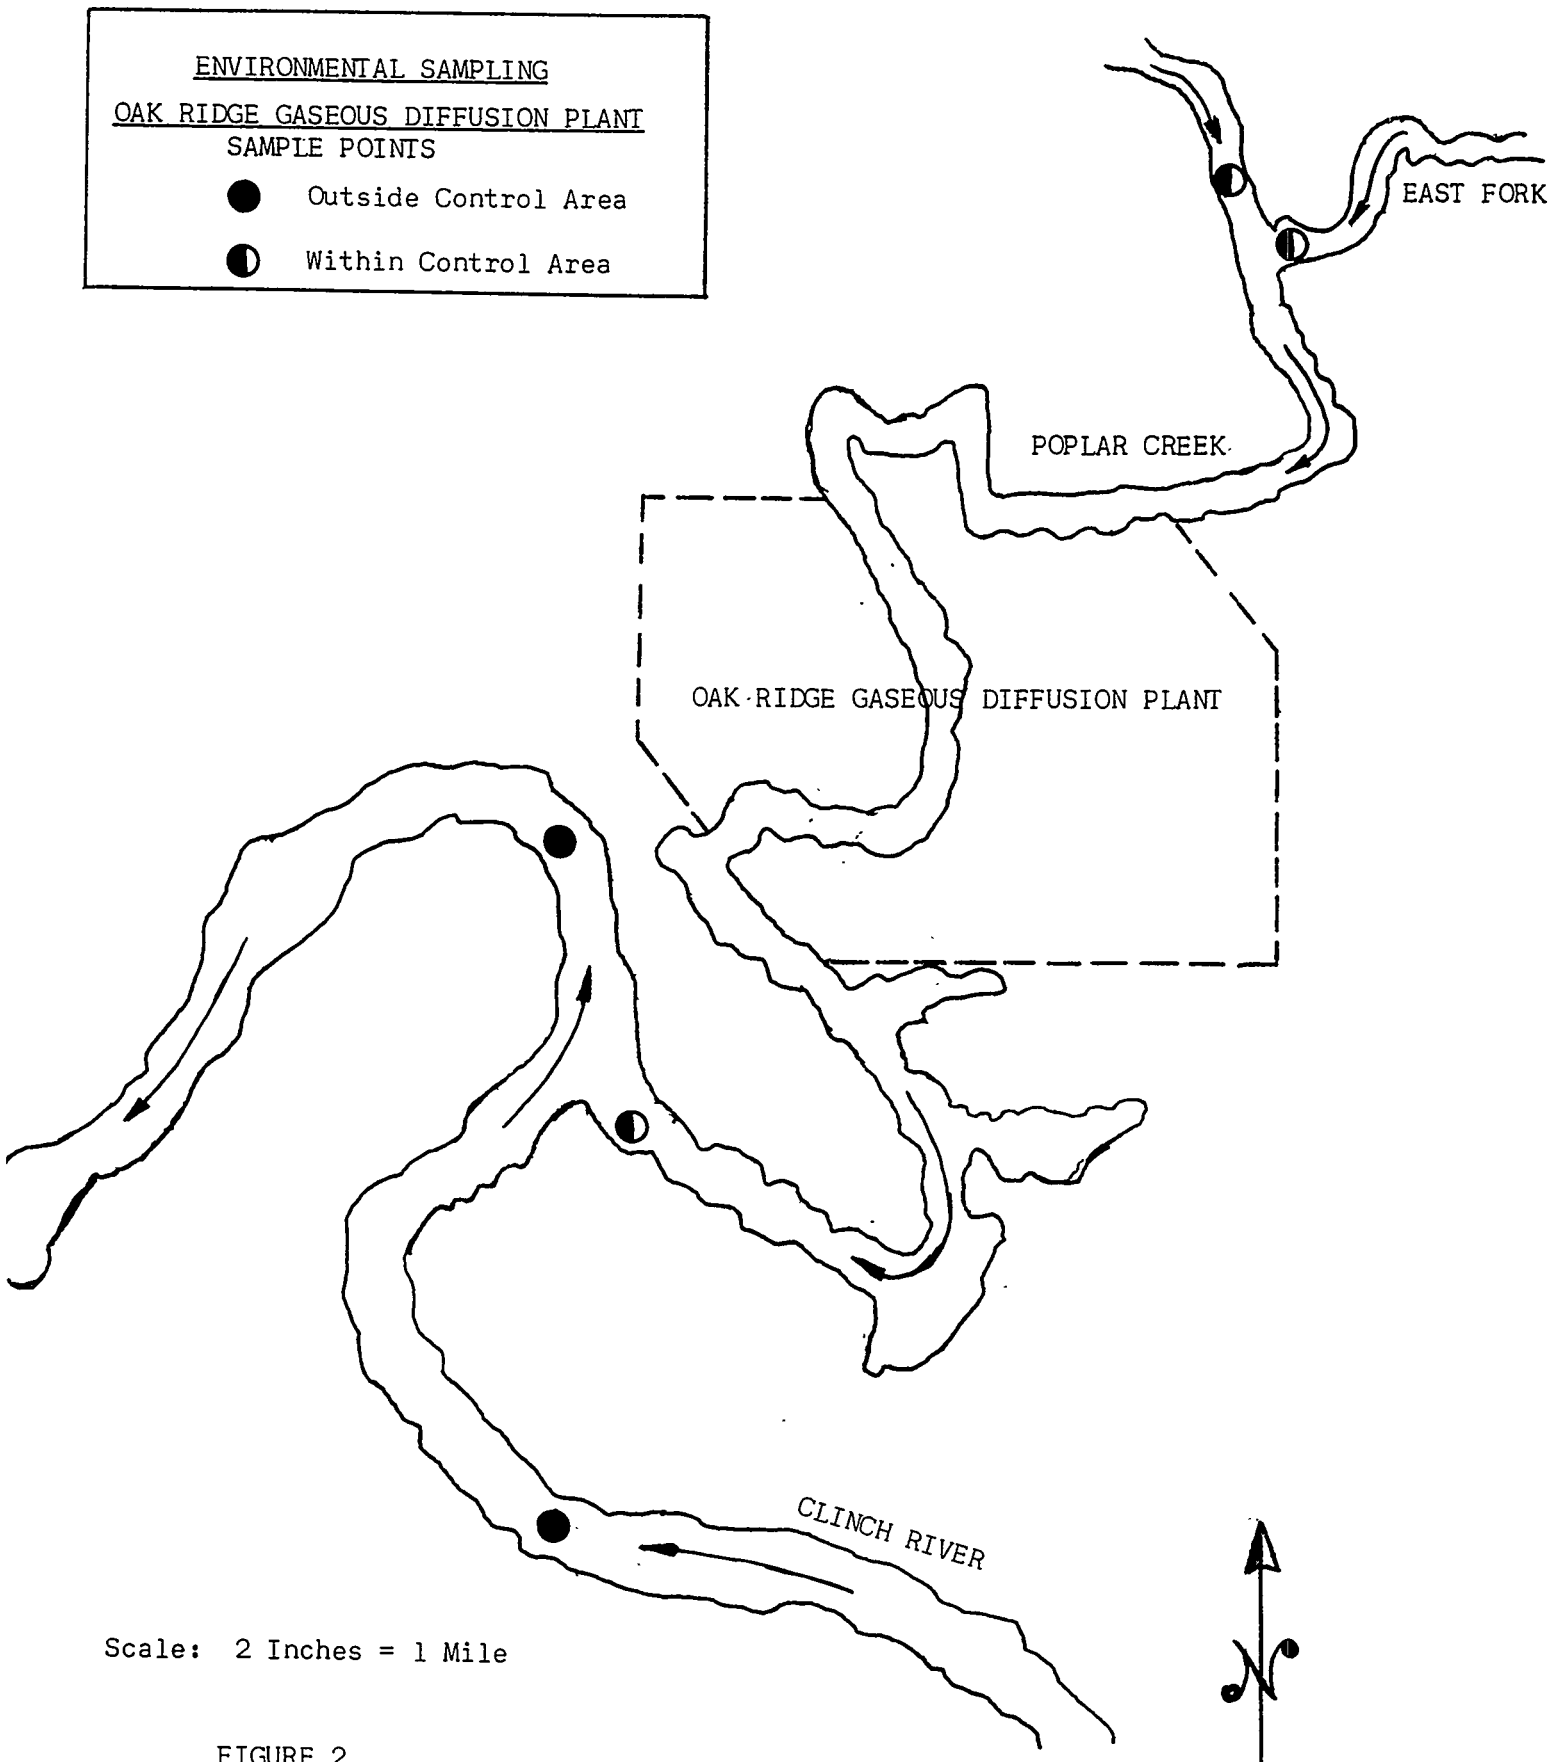 ENVIRONMENTAL SAMPLING
OAK RIDGE GASEOUS DIFFUSION PLANT
SAMPLE POINTS
Outside Control Area
Within Control Area
EAST FORK
POPLAR CREEK
OAK RIDGE GASEOUS DIFFUSION PLANT
CLINCH RIVER
Scale: 2 Inches = 1 Mile
N
FIGURE 2